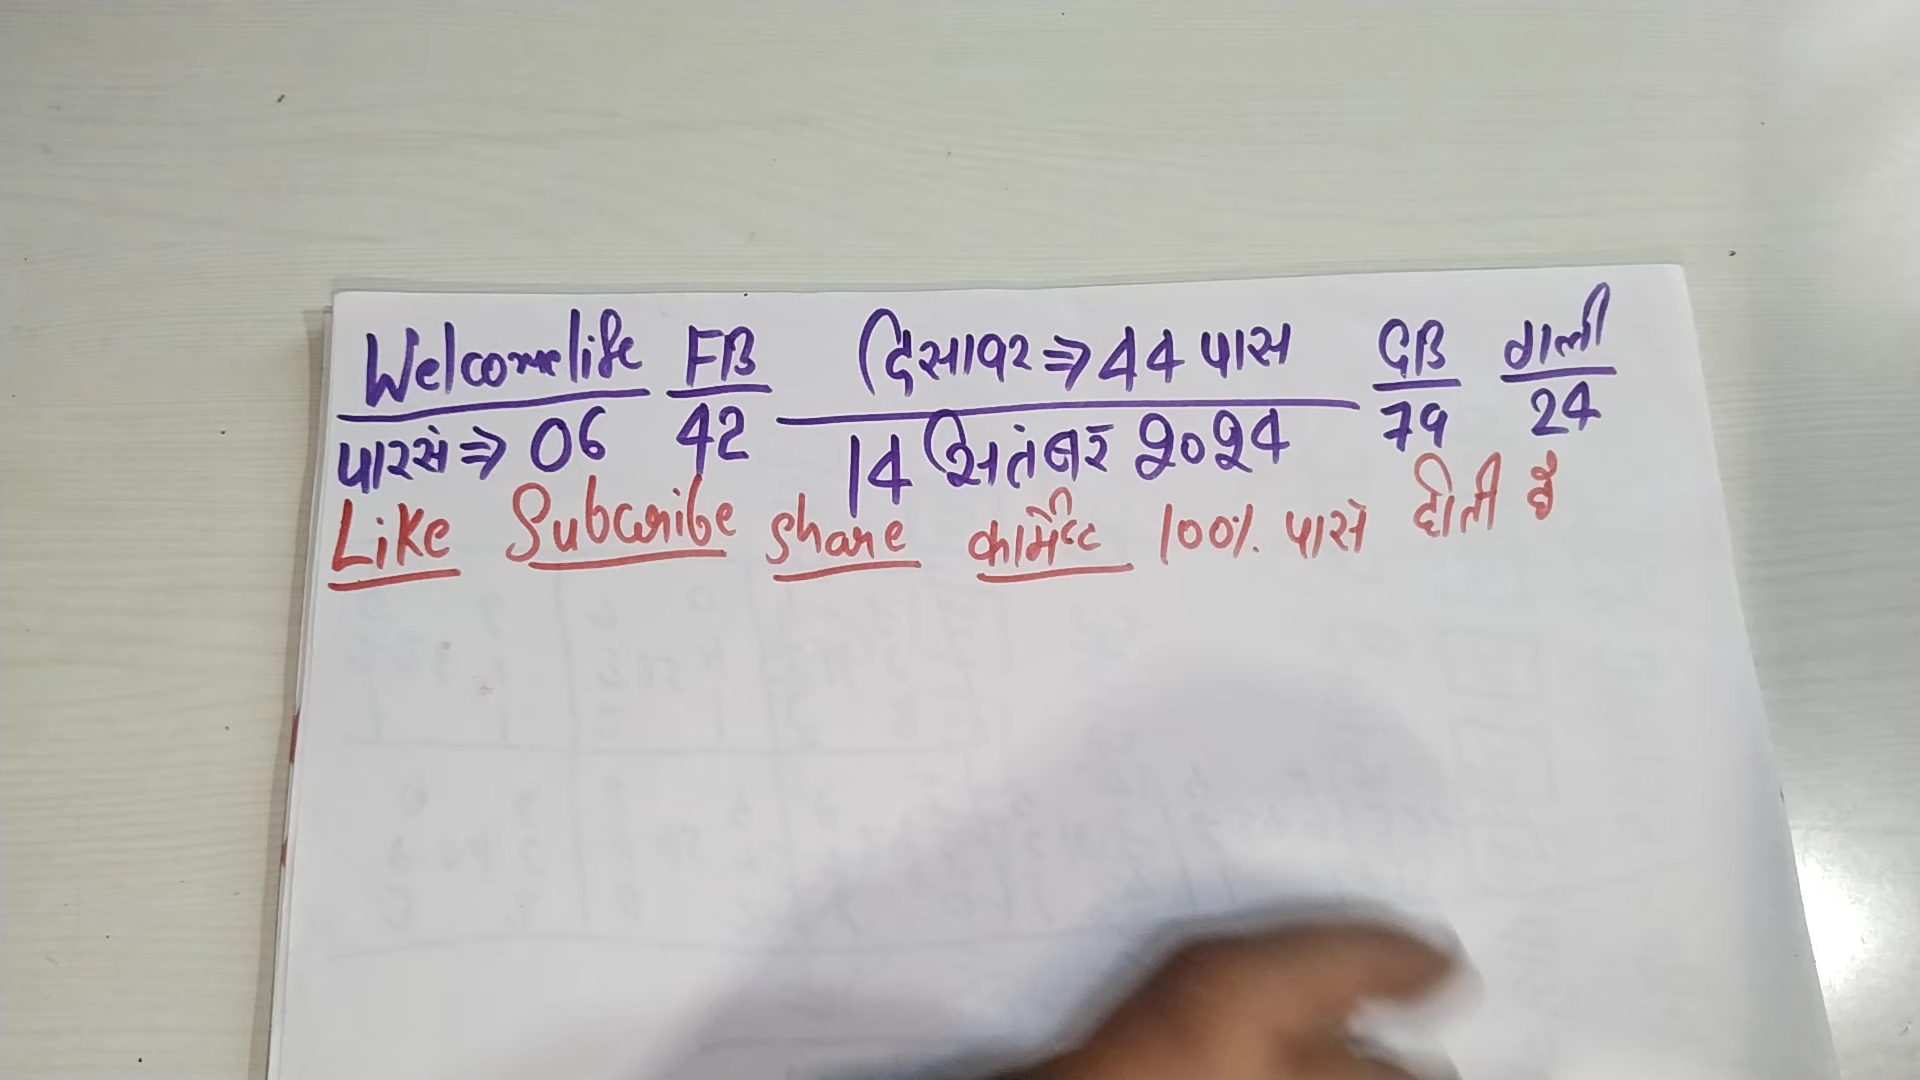 Welcomelife FB दिसावर ⇒ 44 पास GB गली
पारस ⇒ 06 42 14 सितंबर 2024 79 24
Like Subcribe share कॉमेण्ट 100% पास होती है